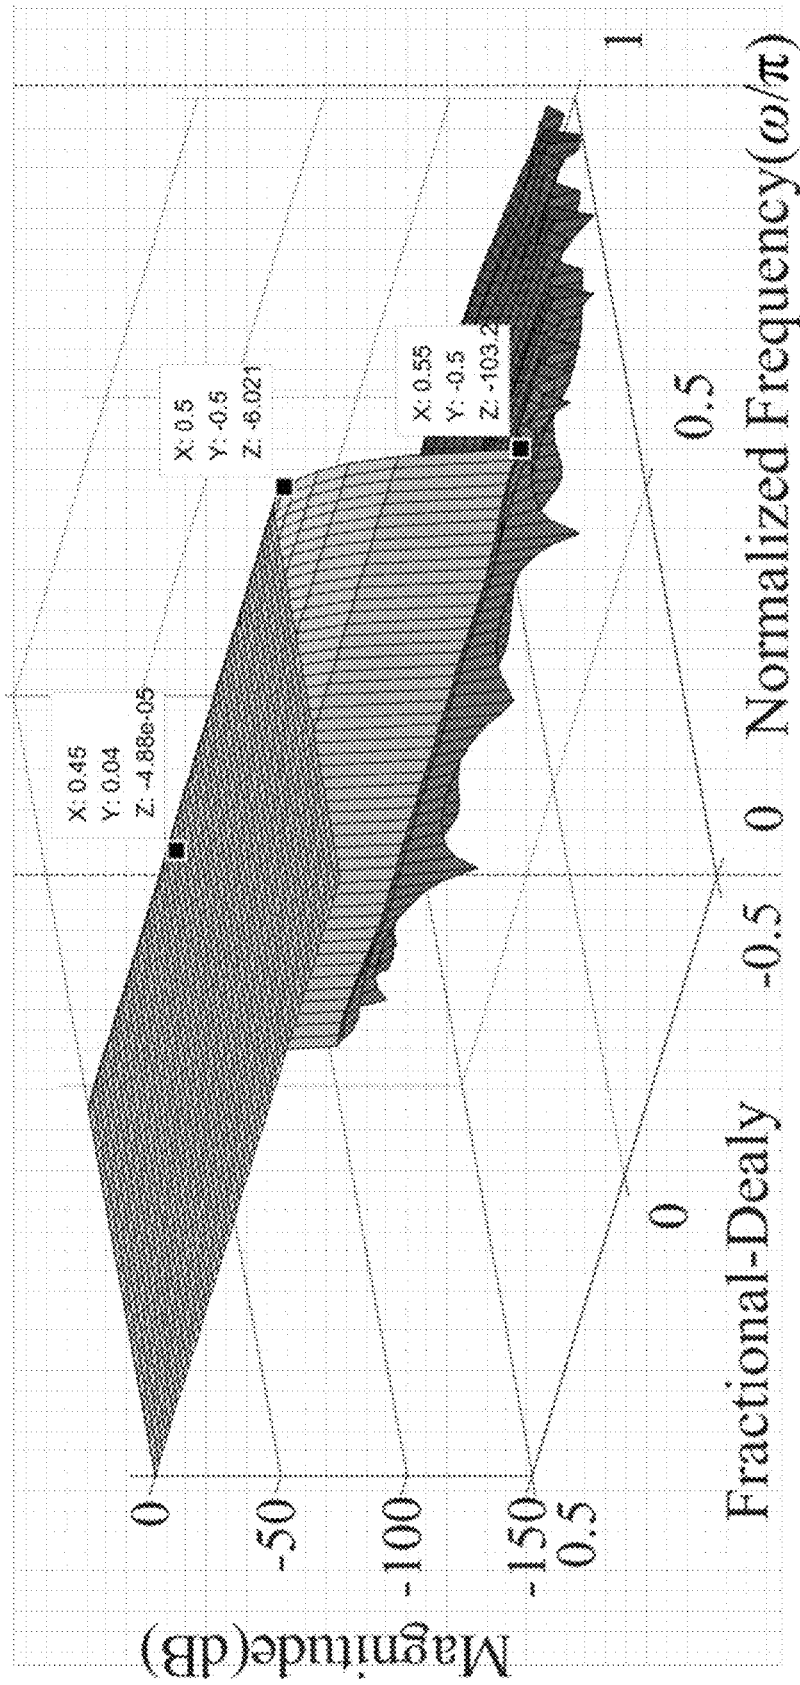 Magnitude(dB)
0
-50
-100
-150
0.5
0
-0.5
Fractional-Dealy
0
0.5
1
Normalized Frequency(ω/π)
X: 0.45
Y: 0.04
Z: -4.88e-05
X: 0.5
Y: -0.5
Z: -6.021
X: 0.55
Y: -0.5
Z: -103.2